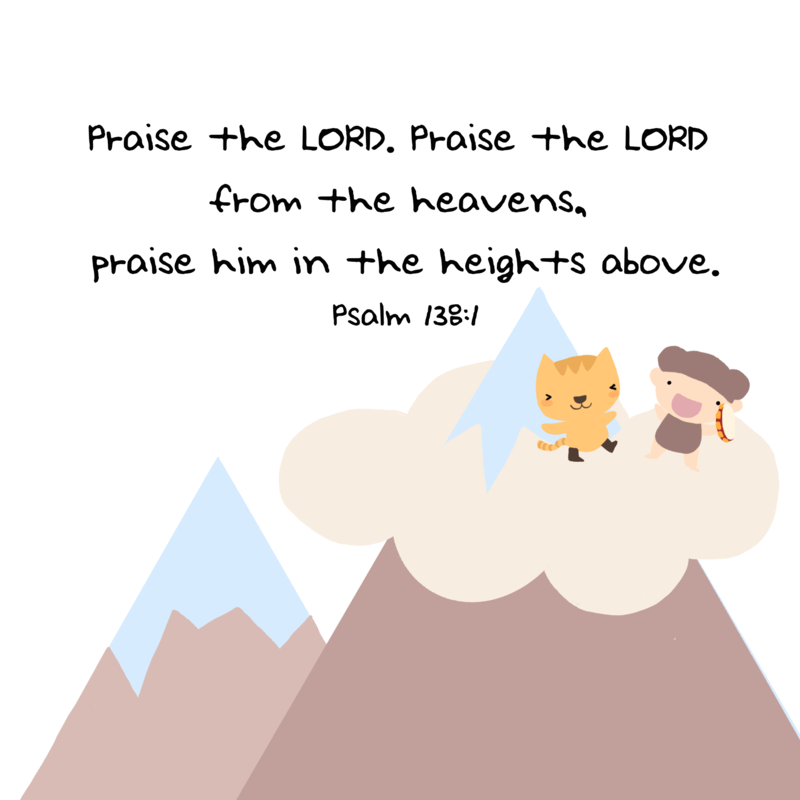 Praise the LORD. Praise the LORD
from the heavens,
praise him in the heights above.
Psalm 138:1